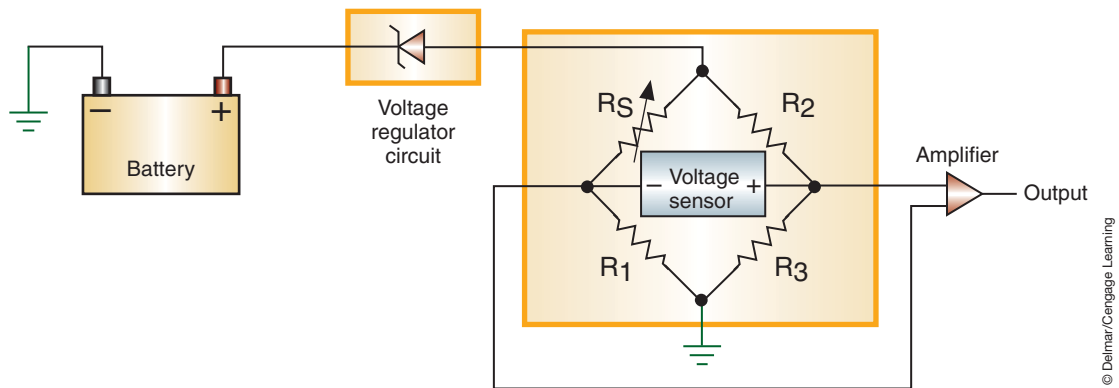 − +
Battery
Voltage
regulator
circuit
RS
R2
− Voltage +
sensor
R1
R3
Amplifier
Output
© Delmar/Cengage Learning